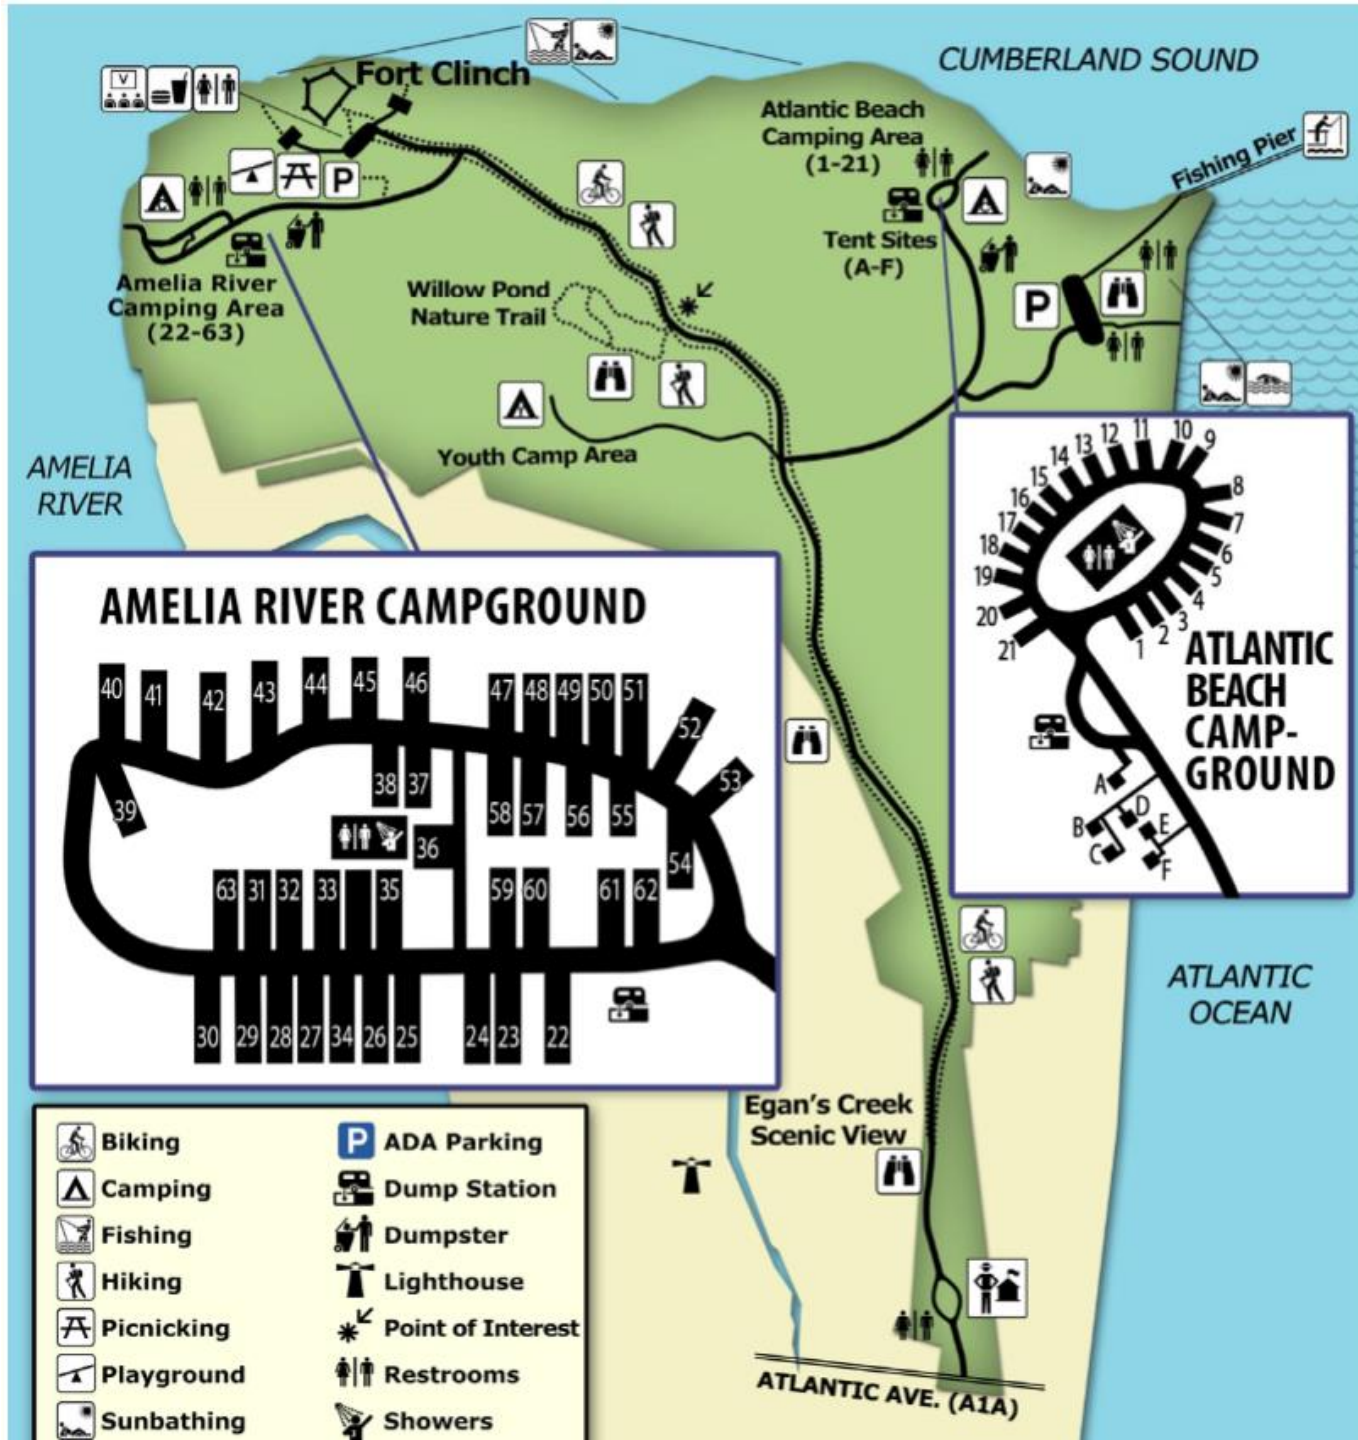 CUMBERLAND SOUND
V
Fort Clinch
Atlantic Beach
Camping Area
(1-21)
Fishing Pier
P
Tent Sites
(A-F)
Amelia River
Camping Area
(22-63)
Willow Pond
Nature Trail
P
Youth Camp Area
AMELIA
RIVER
AMELIA RIVER CAMPGROUND
40 41 42 43 44 45 46 47 48 49 50 51 52
53
39 38 37 58 57 56 55
36 54
63 31 32 33 35 59 60 61 62
30 29 28 27 34 26 25 24 23 22
11
12 10
13 9
14
15 8
16
17 7
18 6
19 5
20 4
21 1 2 3
ATLANTIC
BEACH
CAMP-
GROUND
A
B D E
C F
ATLANTIC
OCEAN
Egan's Creek
Scenic View
ATLANTIC AVE. (A1A)
Biking
Camping
Fishing
Hiking
Picnicking
Playground
Sunbathing
P ADA Parking
Dump Station
Dumpster
Lighthouse
Point of Interest
Restrooms
Showers